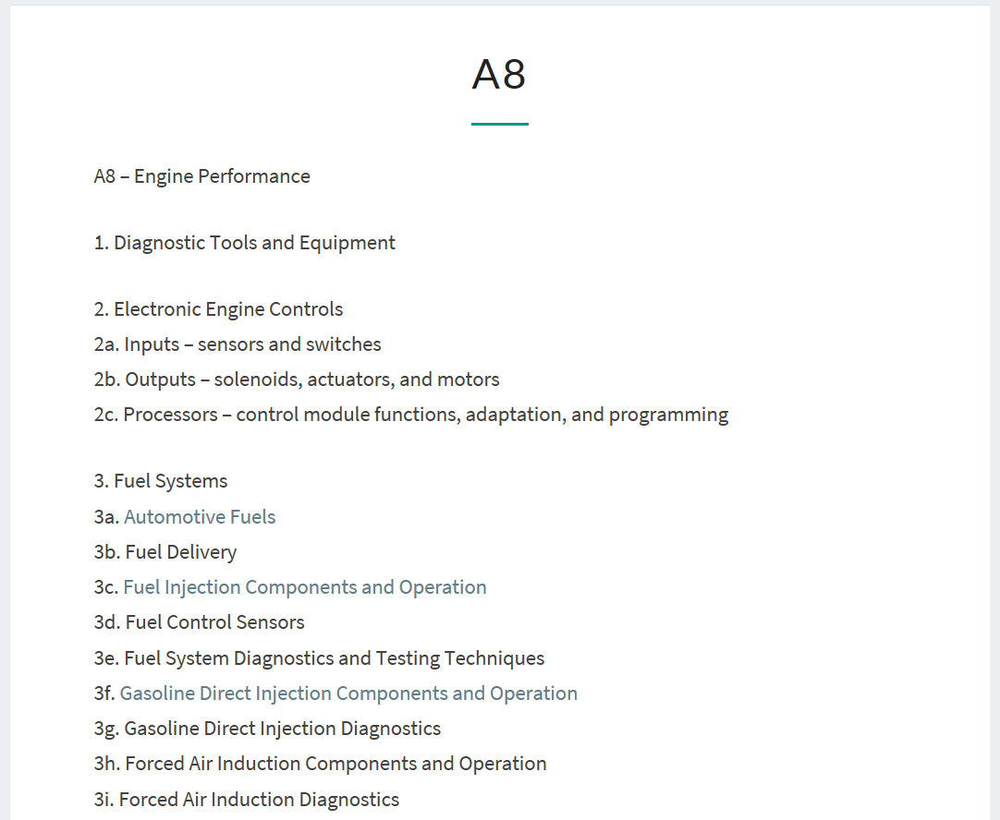 A8
A8 – Engine Performance
1. Diagnostic Tools and Equipment
2. Electronic Engine Controls
2a. Inputs – sensors and switches
2b. Outputs – solenoids, actuators, and motors
2c. Processors – control module functions, adaptation, and programming
3. Fuel Systems
3a. Automotive Fuels
3b. Fuel Delivery
3c. Fuel Injection Components and Operation
3d. Fuel Control Sensors
3e. Fuel System Diagnostics and Testing Techniques
3f. Gasoline Direct Injection Components and Operation
3g. Gasoline Direct Injection Diagnostics
3h. Forced Air Induction Components and Operation
3i. Forced Air Induction Diagnostics